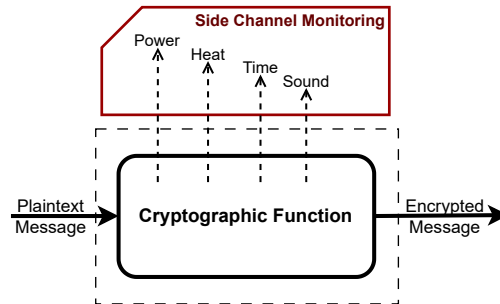 Side Channel Monitoring
Power
Heat
Time
Sound
Plaintext
Message
Cryptographic Function
Encrypted
Message